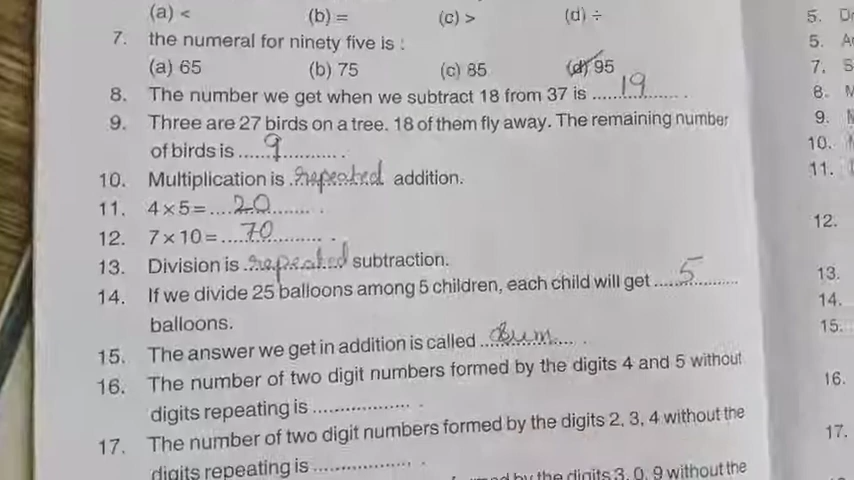 (a) < (b) = (c) > (d) ÷
7. the numeral for ninety five is :
(a) 65 (b) 75 (c) 85 (d) 95
8. The number we get when we subtract 18 from 37 is ....19.... .
9. Three are 27 birds on a tree. 18 of them fly away. The remaining number
of birds is ....9.... .
10. Multiplication is repeated addition.
11. 4 × 5 = ....20.... .
12. 7 × 10 = ....70.... .
13. Division is repeated subtraction.
14. If we divide 25 balloons among 5 children, each child will get ....5....
balloons.
15. The answer we get in addition is called ..Sum.. .
16. The number of two digit numbers formed by the digits 4 and 5 without
digits repeating is .................. .
17. The number of two digit numbers formed by the digits 2, 3, 4 without the
digits repeating is .................. .
by the digits 3, 0, 9 without the
5.
5.
7.
8.
9.
10.
11.
12.
13.
14.
15.
16.
17.